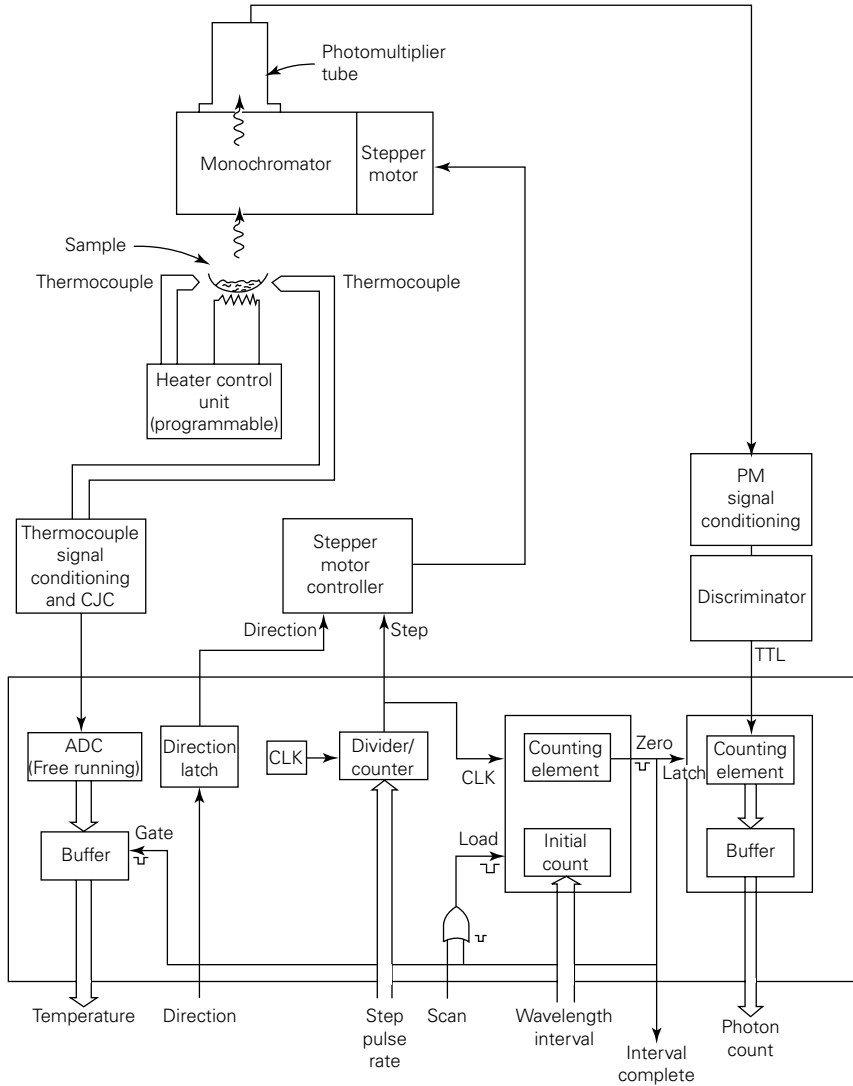 Photomultiplier
tube
Monochromator
Stepper
motor
Sample
Thermocouple
Thermocouple
Heater control
unit
(programmable)
PM
signal
conditioning
Thermocouple
signal
conditioning
and CJC
Stepper
motor
controller
Discriminator
Direction
Step
TTL
ADC
(Free running)
Direction
latch
CLK
Divider/
counter
CLK
Counting
element
Zero
Latch
Counting
element
Buffer
Gate
Load
Initial
count
Buffer
Temperature
Direction
Step
pulse
rate
Scan
Wavelength
interval
Interval
complete
Photon
count